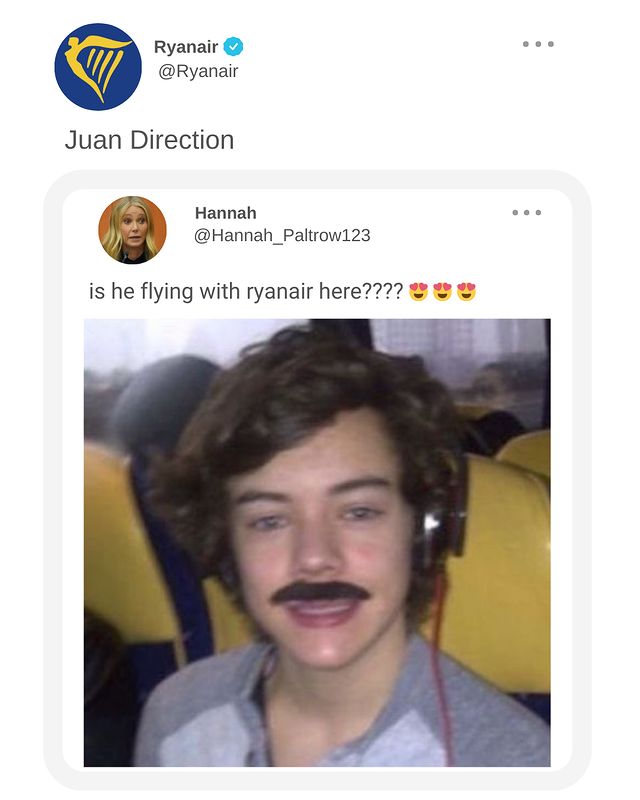 Ryanair
@Ryanair
Juan Direction
Hannah
@Hannah_Paltrow123
is he flying with ryanair here???? 😍 😍 😍